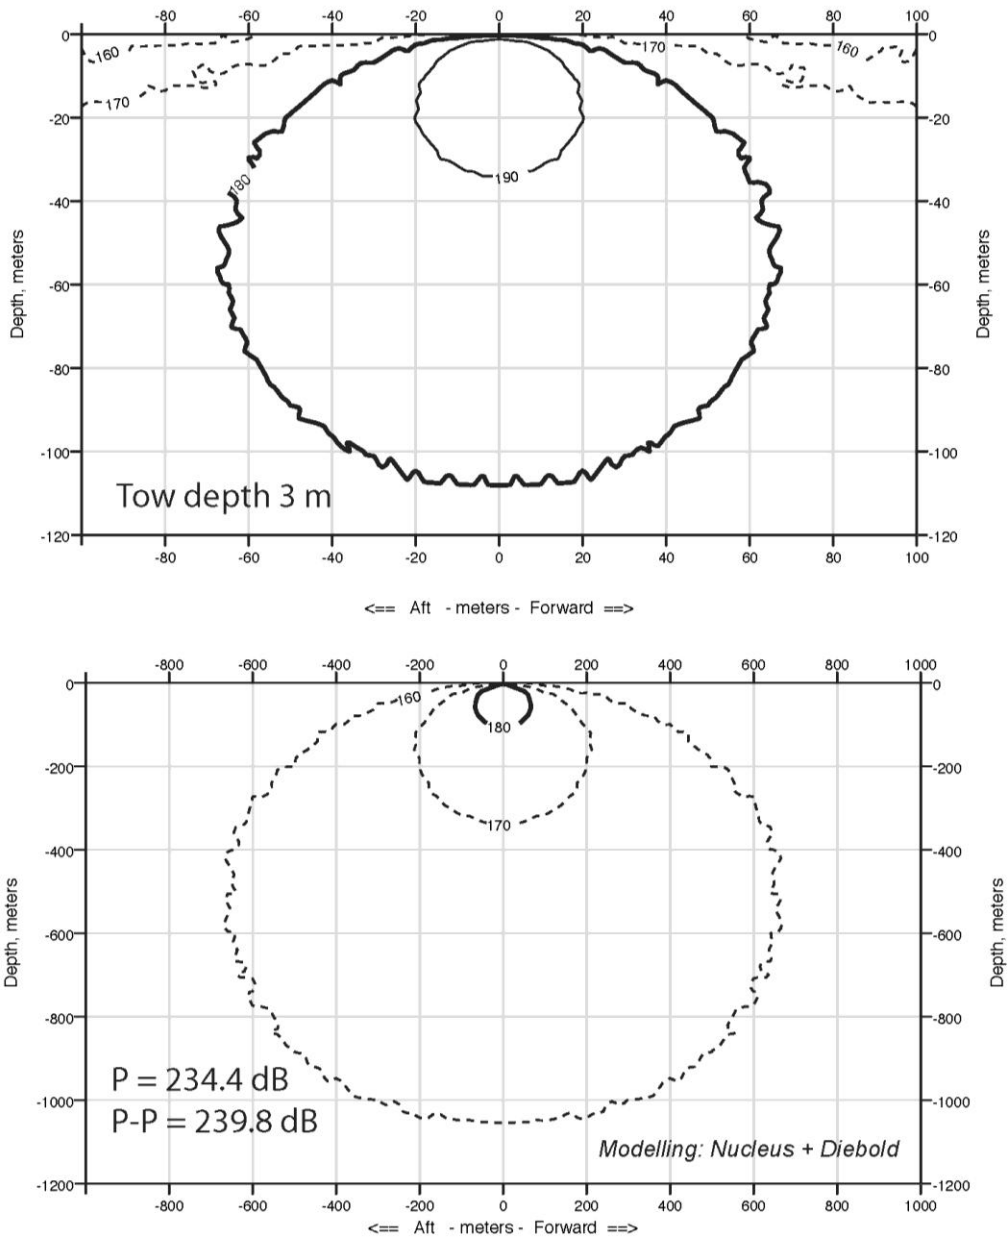 -80 -60 -40 -20 0 20 40 60 80 100
0 160 170 160 0
170
-20 -20
190
180
-40 -40
Depth, meters Depth, meters
-60 -60
-80 -80
-100 -100
Tow depth 3 m
-120 -120
-80 -60 -40 -20 0 20 40 60 80 100
<== Aft - meters - Forward ==>
-800 -600 -400 -200 0 200 400 600 800 1000
0 160 0
180
-200 -200
170
-400 -400
Depth, meters Depth, meters
-600 -600
-800 -800
P = 234.4 dB
-1000 -1000
P-P = 239.8 dB
Modelling: Nucleus + Diebold
-1200 -1200
-800 -600 -400 -200 0 200 400 600 800 1000
<== Aft - meters - Forward ==>